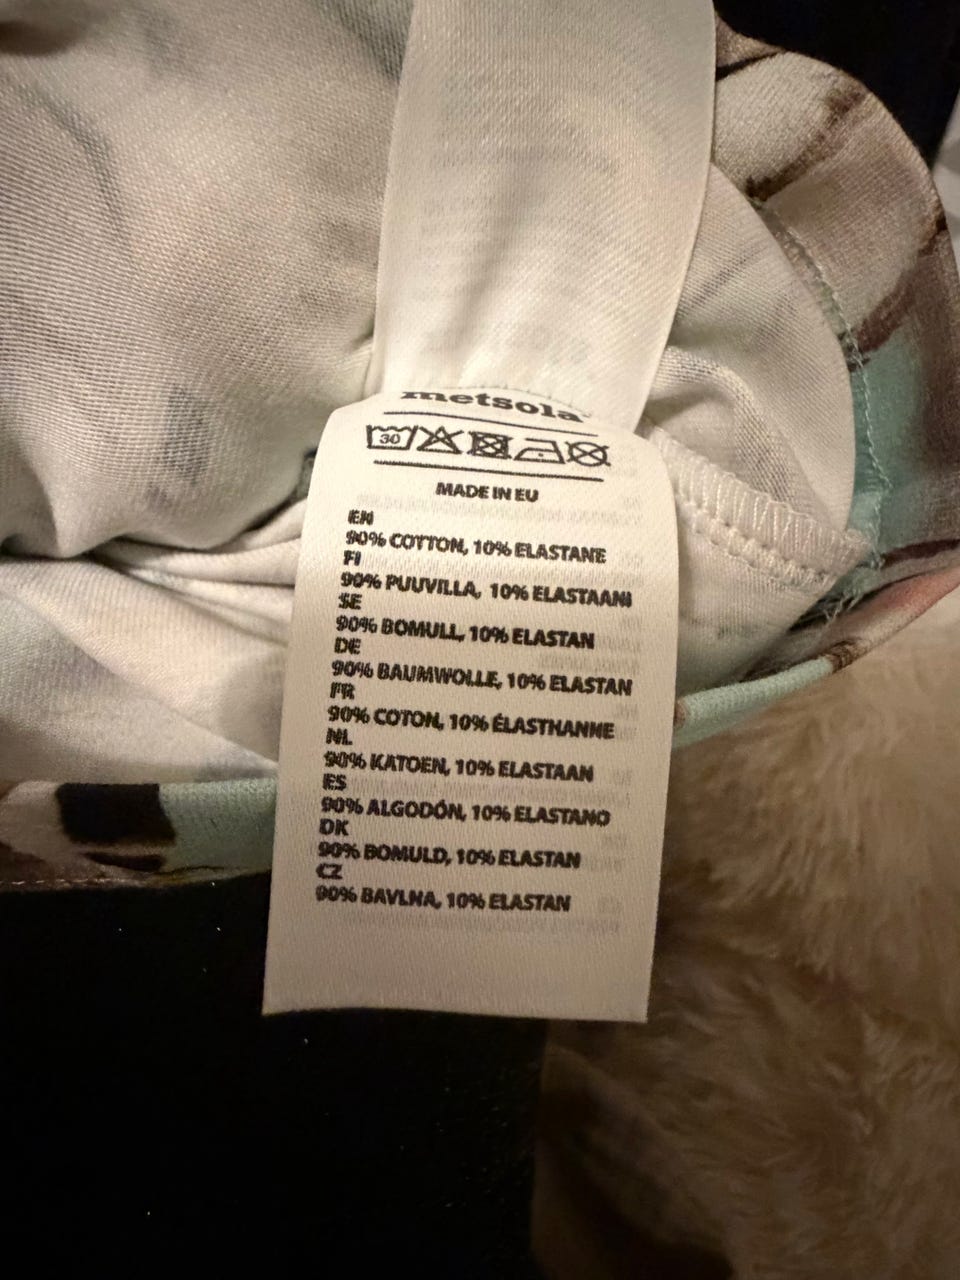 metsola
30
MADE IN EU
EN
90% COTTON, 10% ELASTANE
FI
90% PUUVILLA, 10% ELASTAANI
SE
90% BOMULL, 10% ELASTAN
DE
90% BAUMWOLLE, 10% ELASTAN
FR
90% COTON, 10% ÉLASTHANNE
NL
90% KATOEN, 10% ELASTAAN
ES
90% ALGODÓN, 10% ELASTANO
DK
90% BOMULD, 10% ELASTAN
CZ
90% BAVLNA, 10% ELASTAN